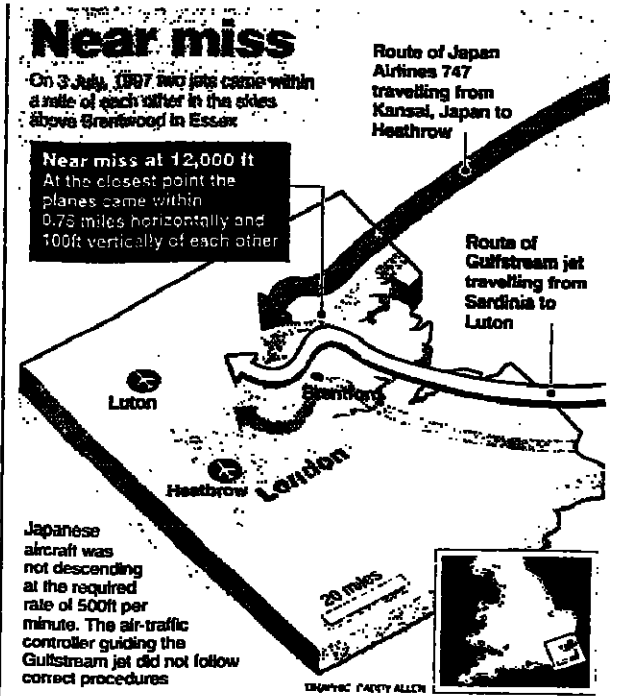 Near miss
On 3 July, 1997 two jets came within
a mile of each other in the skies
above Brentwood in Essex
Near miss at 12,000 ft
At the closest point the
planes came within
0.76 miles horizontally and
100ft vertically of each other
Route of Japan
Airlines 747
travelling from
Kansai, Japan to
Heathrow
Route of
Gulfstream jet
travelling from
Sardinia to
Luton
Luton
Brentford
Heathrow
London
20 miles
Japanese
aircraft was
not descending
at the required
rate of 500ft per
minute. The air-traffic
controller guiding the
Gulfstream jet did not follow
correct procedures
GRAPHIC PADDY ALLEN